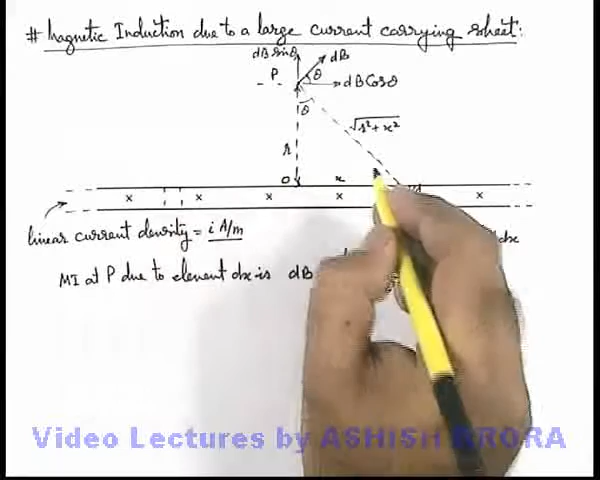 # Magnetic Induction due to a large current carrying sheet:
dB sinθ dB
P θ dB Cosθ
θ
√r²+x²
r
O x
x x x x x
linear current density = i A/m dx
MI at P due to element dx is dB
Video Lectures by ASHISH ARORA